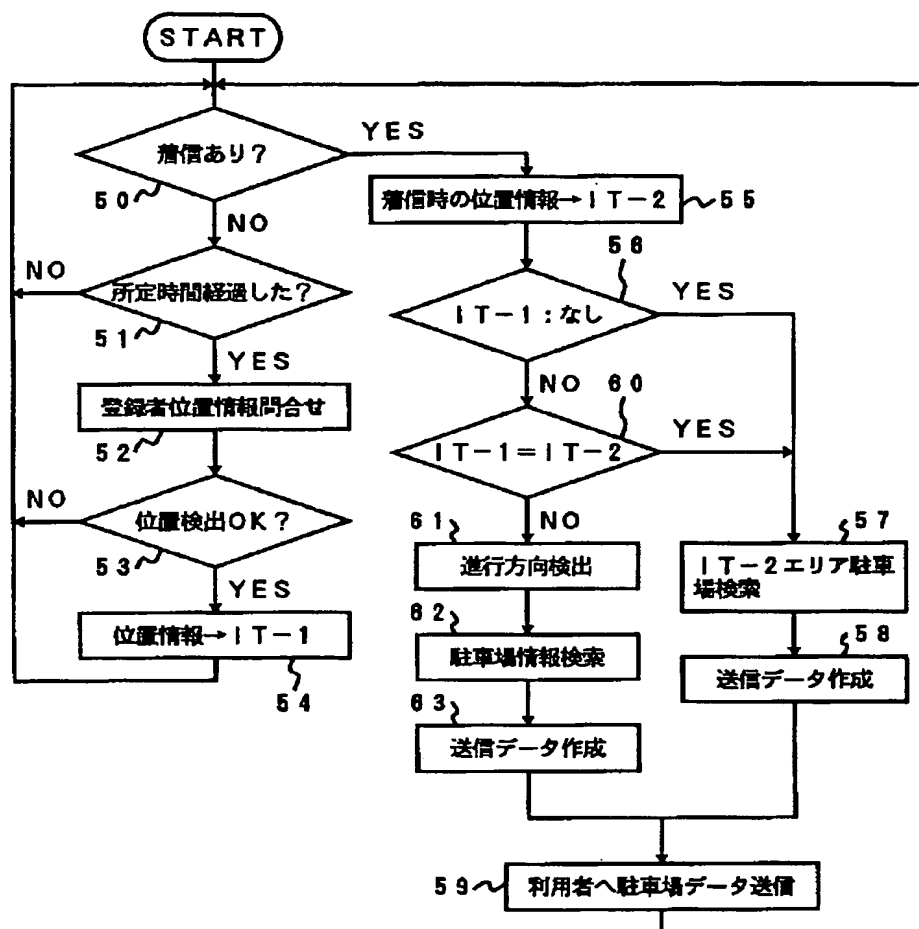 START
着信あり?
YES
50
NO
着信時の位置情報→IT-2
55
所定時間経過した?
NO
51
YES
56
IT-1:なし
YES
NO
登録者位置情報問合せ
52
60
IT-1=IT-2
YES
NO
位置検出OK?
NO
53
YES
61
進行方向検出
57
IT-2エリア駐車
場検索
位置情報→IT-1
54
62
駐車場情報検索
58
送信データ作成
63
送信データ作成
59
利用者へ駐車場データ送信